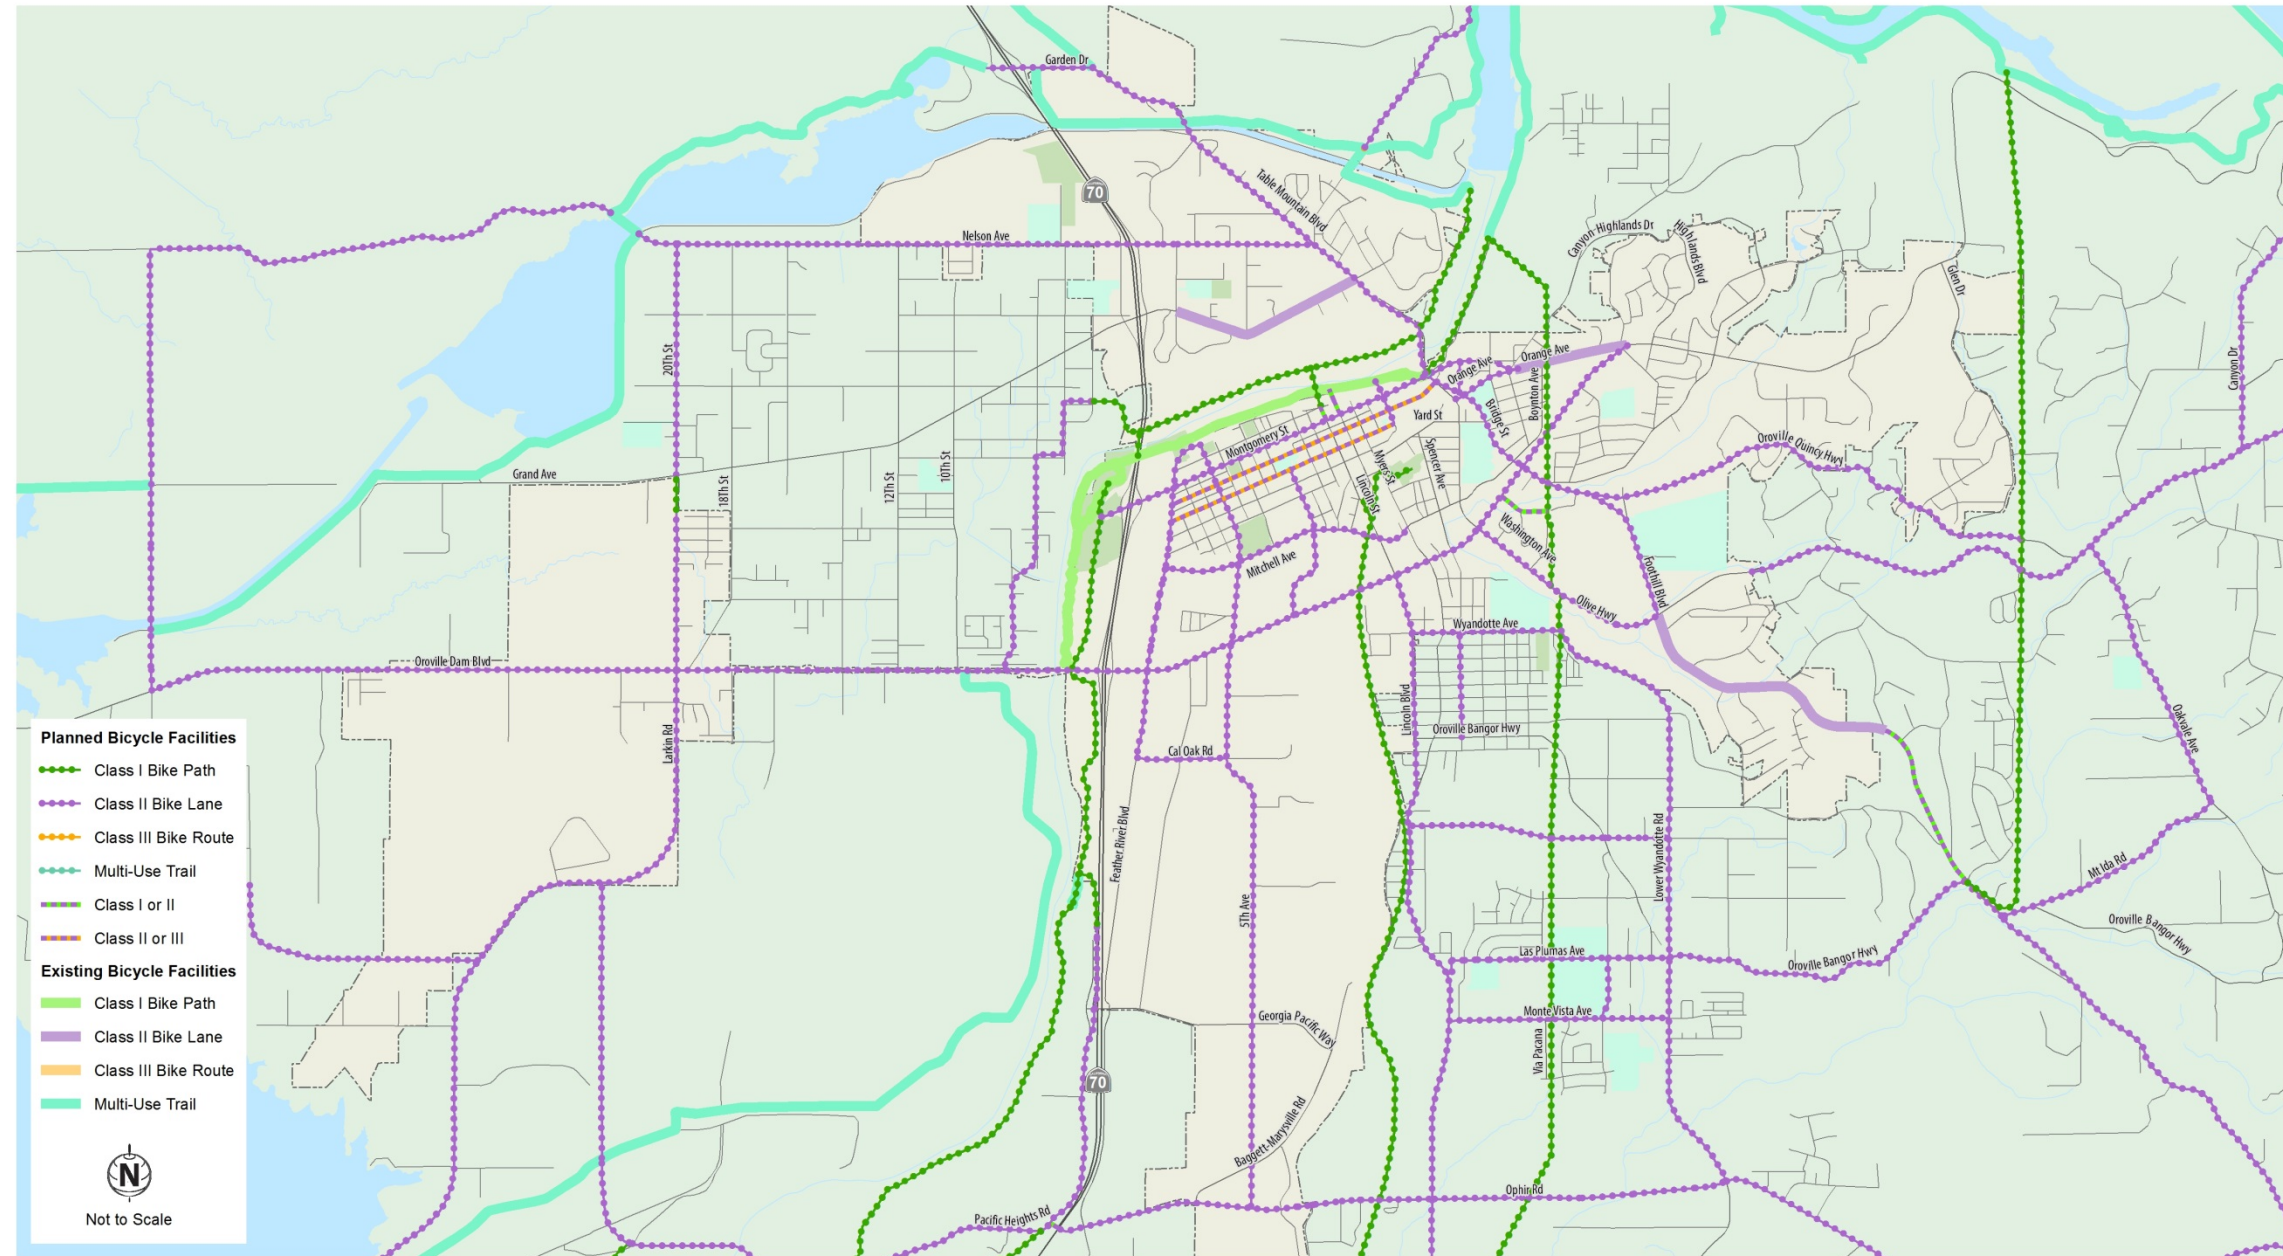 Garden Dr
70
Table Mountain Blvd
Nelson Ave
Canyon Highlands Dr
Highlands Blvd
Glen Dr
20Th St
Orange Ave
Orange Ave
Boynton Ave
Canyon Dr
Yard St
Bridge St
Montgomery St
Oroville Quincy Hwy
Myers St
Spencer Ave
Lincoln St
Grand Ave
18Th St
12Th St
10Th St
Washington Ave
Mitchell Ave
Foothill Blvd
Olive Hwy
Wyandotte Ave
Oroville Dam Blvd
Lincoln Blvd
Oroville Bangor Hwy
Oakvale Ave
Larkin Rd
Cal Oak Rd
Feather River Blvd
Lower Wyandotte Rd
Mt Ida Rd
5Th Ave
Oroville Bangor Hwy
Las Plumas Ave
Oroville Bangor Hwy
Georgia Pacific Way
Monte Vista Ave
Via Pacana
70
Baggett-Marysville Rd
Ophir Rd
Pacific Heights Rd
Planned Bicycle Facilities
Class I Bike Path
Class II Bike Lane
Class III Bike Route
Multi-Use Trail
Class I or II
Class II or III
Existing Bicycle Facilities
Class I Bike Path
Class II Bike Lane
Class III Bike Route
Multi-Use Trail
N
Not to Scale